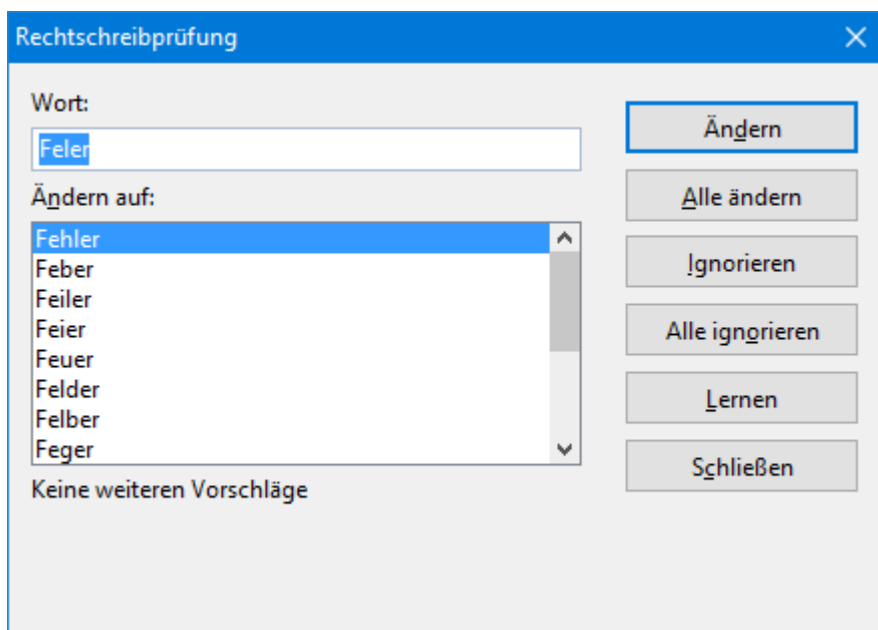 Rechtschreibprüfung
Wort:
Feler
Ändern auf:
Fehler
Feber
Feiler
Feier
Feuer
Felder
Felber
Feger
Keine weiteren Vorschläge
Ändern
Alle ändern
Ignorieren
Alle ignorieren
Lernen
Schließen